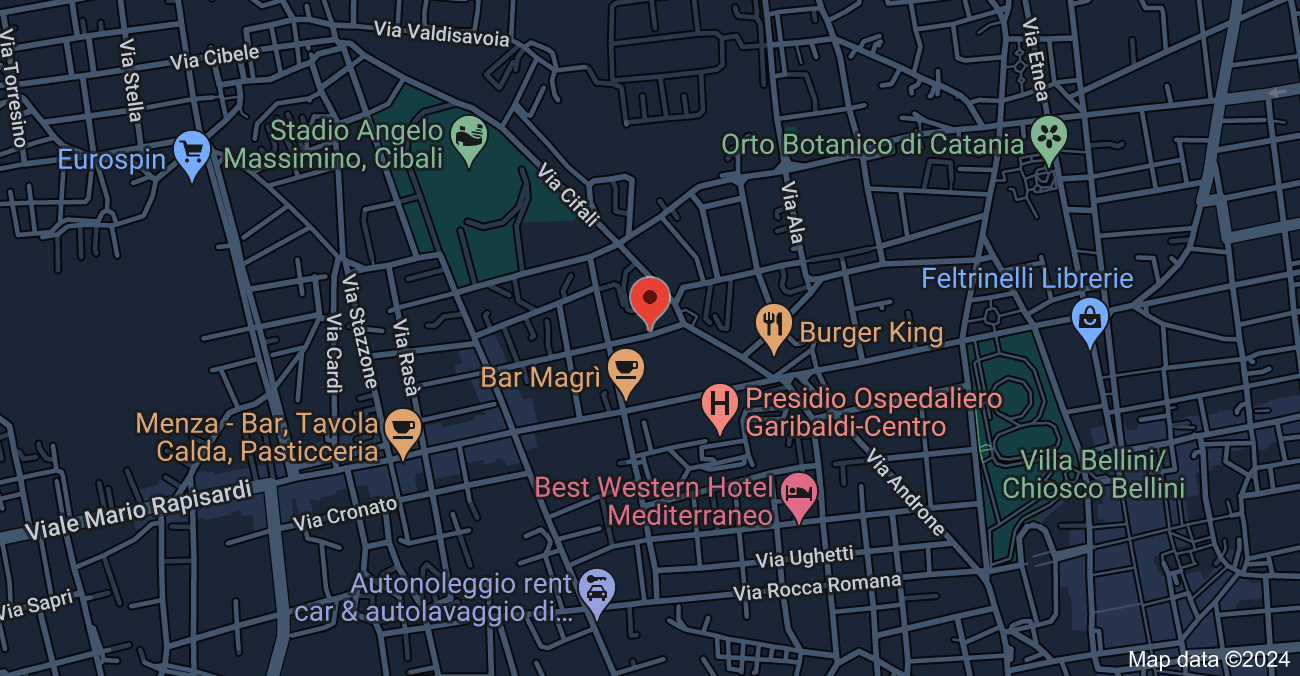 Via Valdisavoia
Via Torresino
Via Stella
Via Cibele
Via Etnea
Stadio Angelo
Massimino, Cibali
Eurospin
Orto Botanico di Catania
Via Cifali
Via Ala
Feltrinelli Librerie
Via Stazzone
Via Cardì
Via Rasà
Burger King
Bar Magrì
Presidio Ospedaliero
Garibaldi-Centro
Menza - Bar, Tavola
Calda, Pasticceria
Villa Bellini/
Chiosco Bellini
Via Androne
Viale Mario Rapisardi
Best Western Hotel
Mediterraneo
Via Cronato
Via Ughetti
Autonoleggio rent
car & autolavaggio di...
Via Rocca Romana
Via Sapri
Map data ©2024